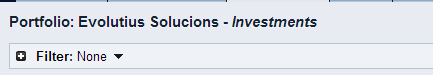 Portfolio: Evolutius Solucions - Investments
Filter: None